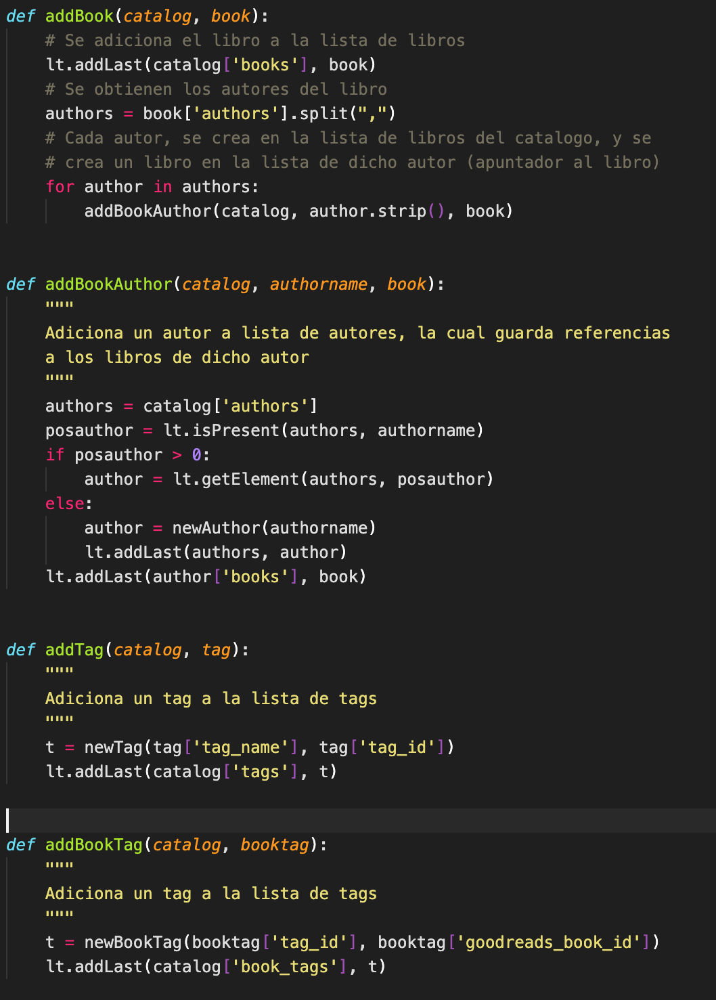 def addBook(catalog, book):
    # Se adiciona el libro a la lista de libros
    lt.addLast(catalog['books'], book)
    # Se obtienen los autores del libro
    authors = book['authors'].split(",")
    # Cada autor, se crea en la lista de libros del catalogo, y se
    # crea un libro en la lista de dicho autor (apuntador al libro)
    for author in authors:
        addBookAuthor(catalog, author.strip(), book)


def addBookAuthor(catalog, authorname, book):
    """
    Adiciona un autor a lista de autores, la cual guarda referencias
    a los libros de dicho autor
    """
    authors = catalog['authors']
    posauthor = lt.isPresent(authors, authorname)
    if posauthor > 0:
        author = lt.getElement(authors, posauthor)
    else:
        author = newAuthor(authorname)
        lt.addLast(authors, author)
    lt.addLast(author['books'], book)


def addTag(catalog, tag):
    """
    Adiciona un tag a la lista de tags
    """
    t = newTag(tag['tag_name'], tag['tag_id'])
    lt.addLast(catalog['tags'], t)


def addBookTag(catalog, booktag):
    """
    Adiciona un tag a la lista de tags
    """
    t = newBookTag(booktag['tag_id'], booktag['goodreads_book_id'])
    lt.addLast(catalog['book_tags'], t)